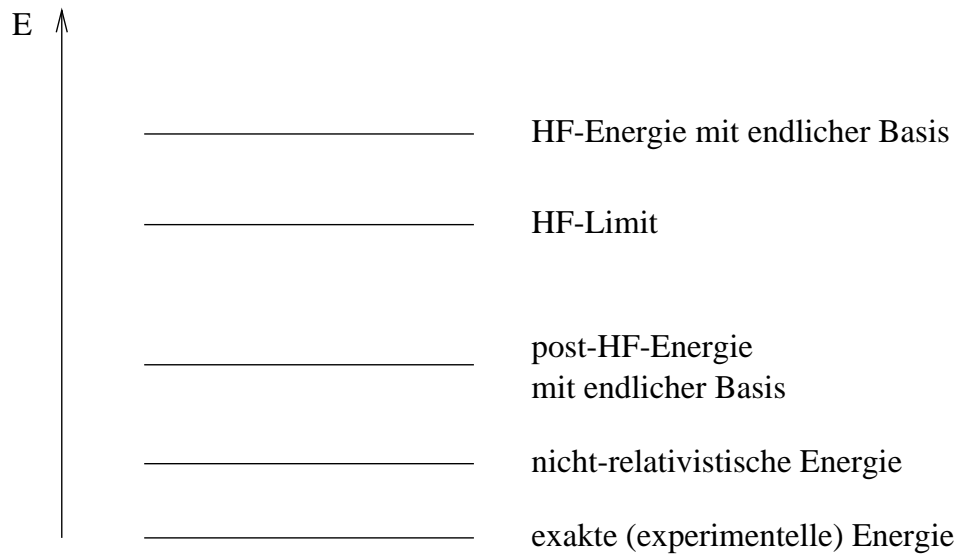 E
HF-Energie mit endlicher Basis
HF-Limit
post-HF-Energie
mit endlicher Basis
nicht-relativistische Energie
exakte (experimentelle) Energie